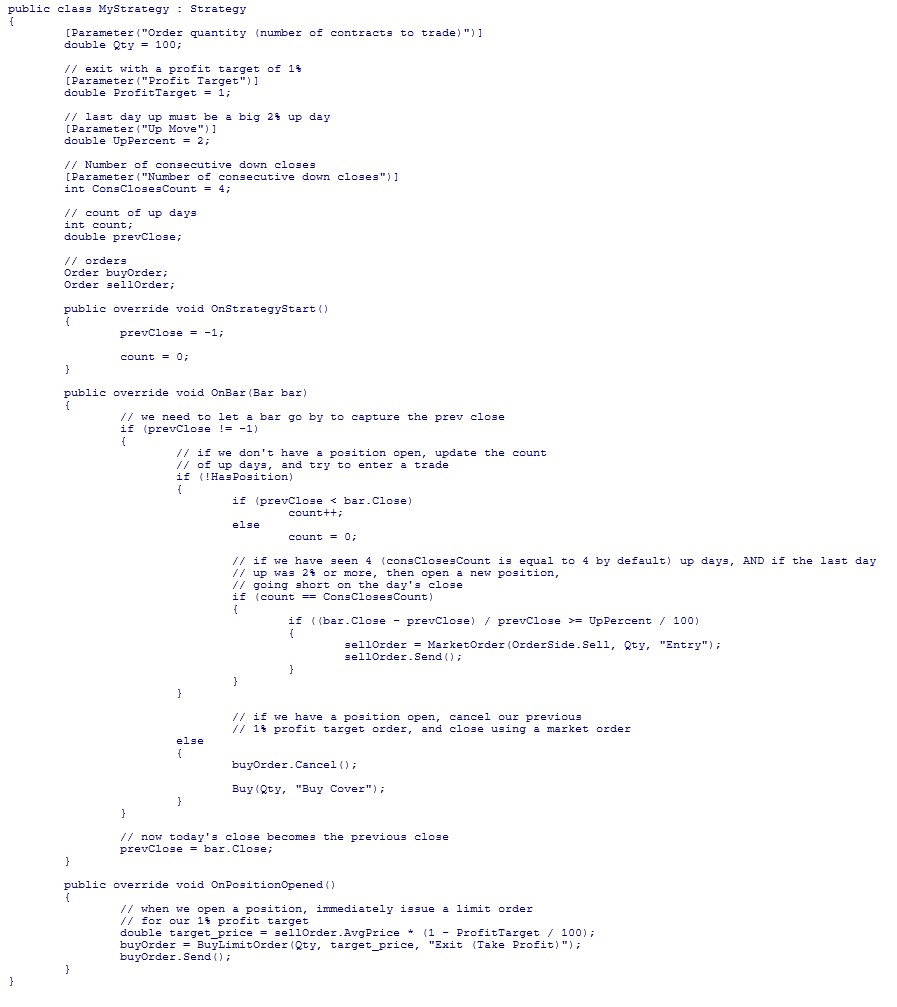 public class MyStrategy : Strategy
{
        [Parameter("Order quantity (number of contracts to trade)")]
        double Qty = 100;

        // exit with a profit target of 1%
        [Parameter("Profit Target")]
        double ProfitTarget = 1;

        // last day up must be a big 2% up day
        [Parameter("Up Move")]
        double UpPercent = 2;

        // Number of consecutive down closes
        [Parameter("Number of consecutive down closes")]
        int ConsClosesCount = 4;

        // count of up days
        int count;
        double prevClose;

        // orders
        Order buyOrder;
        Order sellOrder;

        public override void OnStrategyStart()
        {
                prevClose = -1;

                count = 0;
        }

        public override void OnBar(Bar bar)
        {
                // we need to let a bar go by to capture the prev close
                if (prevClose != -1)
                {
                        // if we don't have a position open, update the count
                        // of up days, and try to enter a trade
                        if (!HasPosition)
                        {
                                if (prevClose < bar.Close)
                                        count++;
                                else
                                        count = 0;

                                // if we have seen 4 (consClosesCount is equal to 4 by default) up days, AND if the last day
                                // up was 2% or more, then open a new position,
                                // going short on the day's close
                                if (count == ConsClosesCount)
                                {
                                        if ((bar.Close - prevClose) / prevClose >= UpPercent / 100)
                                        {
                                                sellOrder = MarketOrder(OrderSide.Sell, Qty, "Entry");
                                                sellOrder.Send();
                                        }
                                }
                        }

                                // if we have a position open, cancel our previous
                                // 1% profit target order, and close using a market order
                        else
                        {
                                buyOrder.Cancel();

                                Buy(Qty, "Buy Cover");
                        }
                }

                // now today's close becomes the previous close
                prevClose = bar.Close;
        }

        public override void OnPositionOpened()
        {
                // when we open a position, immediately issue a limit order
                // for our 1% profit target
                double target_price = sellOrder.AvgPrice * (1 - ProfitTarget / 100);
                buyOrder = BuyLimitOrder(Qty, target_price, "Exit (Take Profit)");
                buyOrder.Send();
        }
}